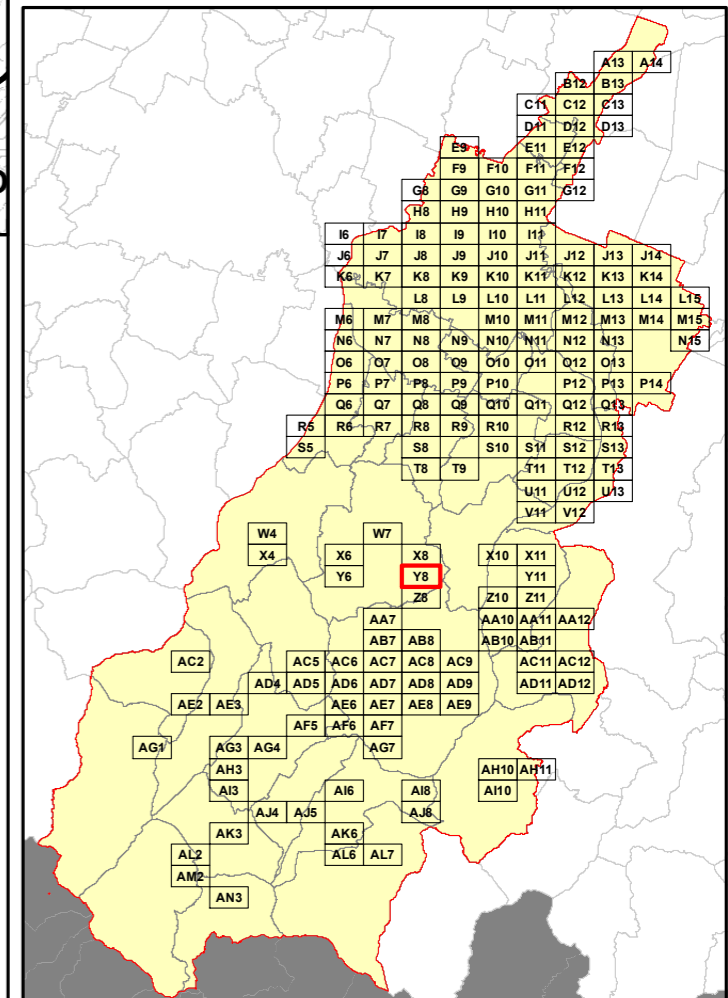 A13 A14
B12 B13
C11 C12 C13
D11 D12 D13
E9 E11 E12
F9 F10 F11 F12
G8 G9 G10 G11 G12
H8 H9 H10 H11
I6 I7 I8 I9 I10 I11
J6 J7 J8 J9 J10 J11 J12 J13 J14
K6 K7 K8 K9 K10 K11 K12 K13 K14
L8 L9 L10 L11 L12 L13 L14 L15
M6 M7 M8 M10 M11 M12 M13 M14 M15
N6 N7 N8 N9 N10 N11 N12 N13 N15
O6 O7 O8 O9 O10 O11 O12 O13
P6 P7 P8 P9 P10 P12 P13 P14
Q6 Q7 Q8 Q9 Q10 Q11 Q12 Q13
R5 R6 R7 R8 R9 R10 R12 R13
S5 S8 S10 S11 S12 S13
T8 T9 T11 T12 T13
U11 U12 U13
V11 V12
W4 W7
X4 X6 X8 X10 X11
Y6 Y8 Y11
Z8 Z10 Z11
AA7 AA10 AA11 AA12
AB7 AB8 AB10 AB11
AC2 AC5 AC6 AC7 AC8 AC9 AC11 AC12
AD4 AD5 AD6 AD7 AD8 AD9 AD11 AD12
AE2 AE3 AE6 AE7 AE8 AE9
AF5 AF6 AF7
AG1 AG3 AG4 AG7
AH3 AH10 AH11
AI3 AI6 AI8 AI10
AJ4 AJ5 AJ8
AK3 AK6
AL2 AL6 AL7
AM2
AN3